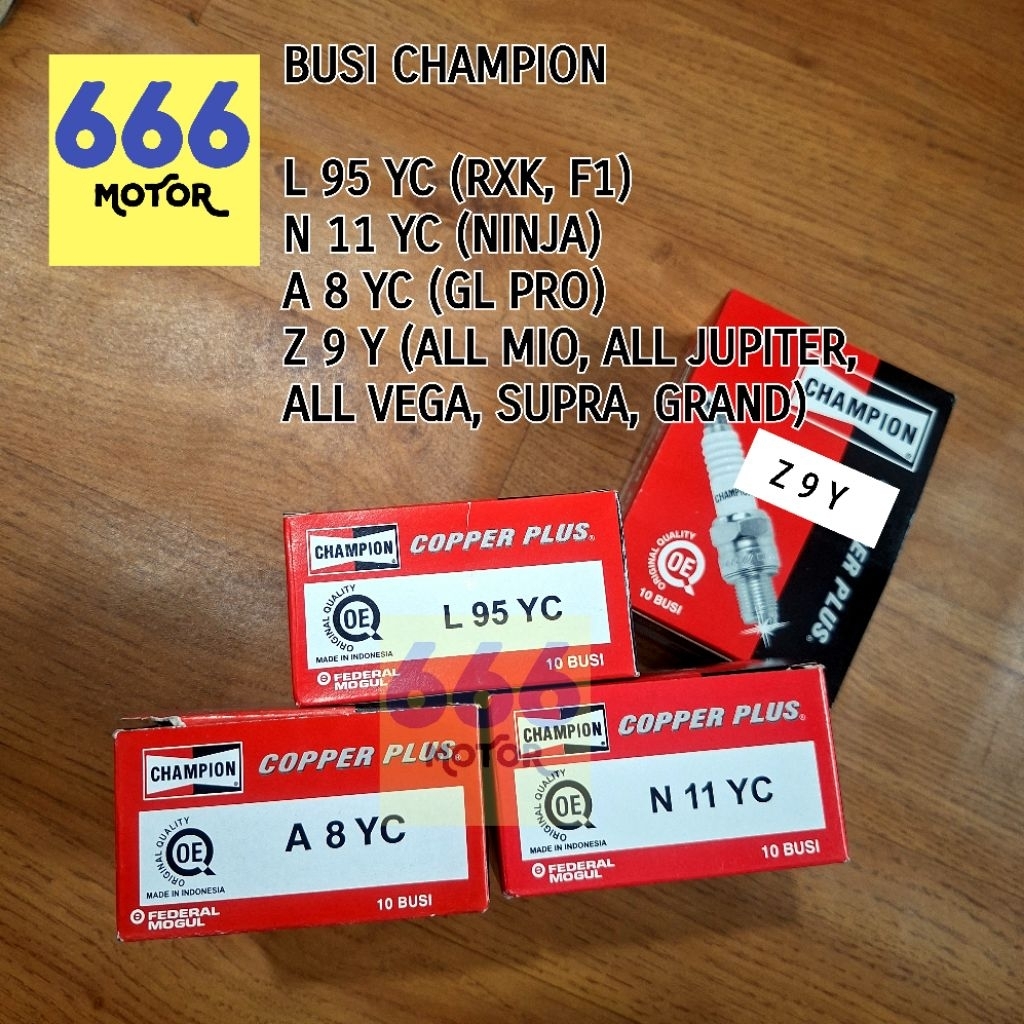 666
MOTOR
BUSI CHAMPION
L 95 YC (RXK, F1)
N 11 YC (NINJA)
A 8 YC (GL PRO)
Z 9 Y (ALL MIO, ALL JUPITER,
ALL VEGA, SUPRA, GRAND)
CHAMPION
Z 9 Y
CHAMPION
ORIGINAL QUALITY
OE
10 BUSI
ER PLUS
CHAMPION
COPPER PLUS
ORIGINAL QUALITY
OE
L 95 YC
MADE IN INDONESIA
10 BUSI
FEDERAL
MOGUL
666
MOTOR
CHAMPION
COPPER PLUS
ORIGINAL QUALITY
OE
A 8 YC
MADE IN INDONESIA
10 BUSI
FEDERAL
MOGUL
CHAMPION
COPPER PLUS
ORIGINAL QUALITY
OE
N 11 YC
MADE IN INDONESIA
10 BUSI
FEDERAL
MOGUL